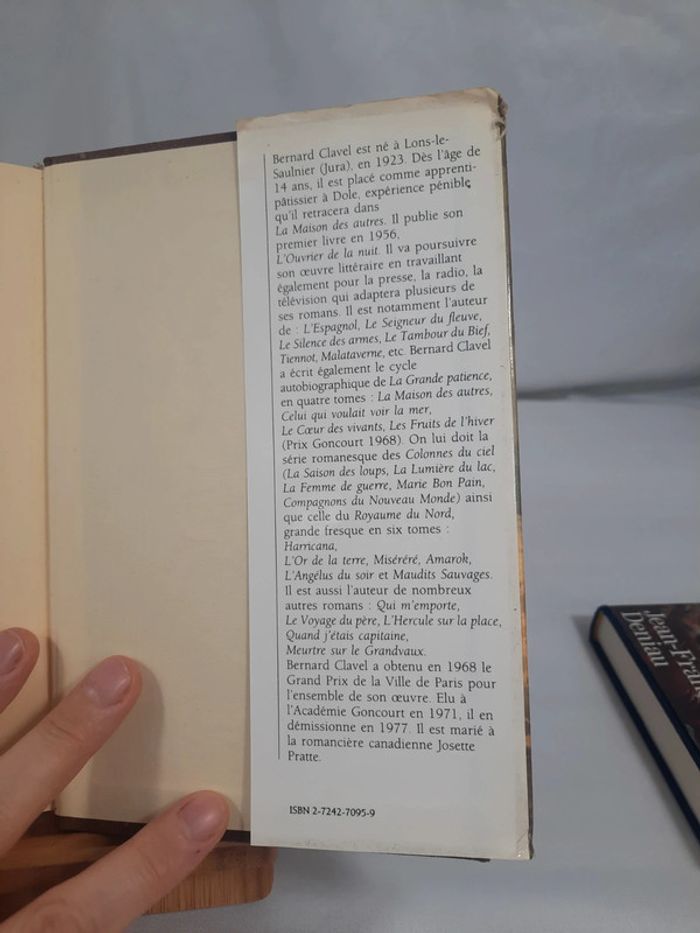 Bernard Clavel est né à Lons-le-
Saulnier (Jura), en 1923. Dès l'âge de
14 ans, il est placé comme apprenti-
pâtissier à Dole, expérience pénible
qu'il retracera dans
La Maison des autres. Il publie son
premier livre en 1956,
L'Ouvrier de la nuit. Il va poursuivre
son œuvre littéraire en travaillant
également pour la presse, la radio, la
télévision qui adaptera plusieurs de
ses romans. Il est notamment l'auteur
de : L'Espagnol, Le Seigneur du fleuve,
Le Silence des armes, Le Tambour du Bief,
Tiennot, Malataverne, etc. Bernard Clavel
a écrit également le cycle
autobiographique de La Grande patience,
en quatre tomes : La Maison des autres,
Celui qui voulait voir la mer,
Le Cœur des vivants, Les Fruits de l'hiver
(Prix Goncourt 1968). On lui doit la
série romanesque des Colonnes du ciel
(La Saison des loups, La Lumière du lac,
La Femme de guerre, Marie Bon Pain,
Compagnons du Nouveau Monde) ainsi
que celle du Royaume du Nord,
grande fresque en six tomes :
Harricana,
L'Or de la terre, Miséréré, Amarok,
L'Angélus du soir et Maudits Sauvages.
Il est aussi l'auteur de nombreux
autres romans : Qui m'emporte,
Le Voyage du père, L'Hercule sur la place,
Quand j'étais capitaine,
Meurtre sur le Grandvaux.
Bernard Clavel a obtenu en 1968 le
Grand Prix de la Ville de Paris pour
l'ensemble de son œuvre. Elu à
l'Académie Goncourt en 1971, il en
démissionne en 1977. Il est marié à
la romancière canadienne Josette
Pratte.
ISBN 2-7242-7095-9
Deniau